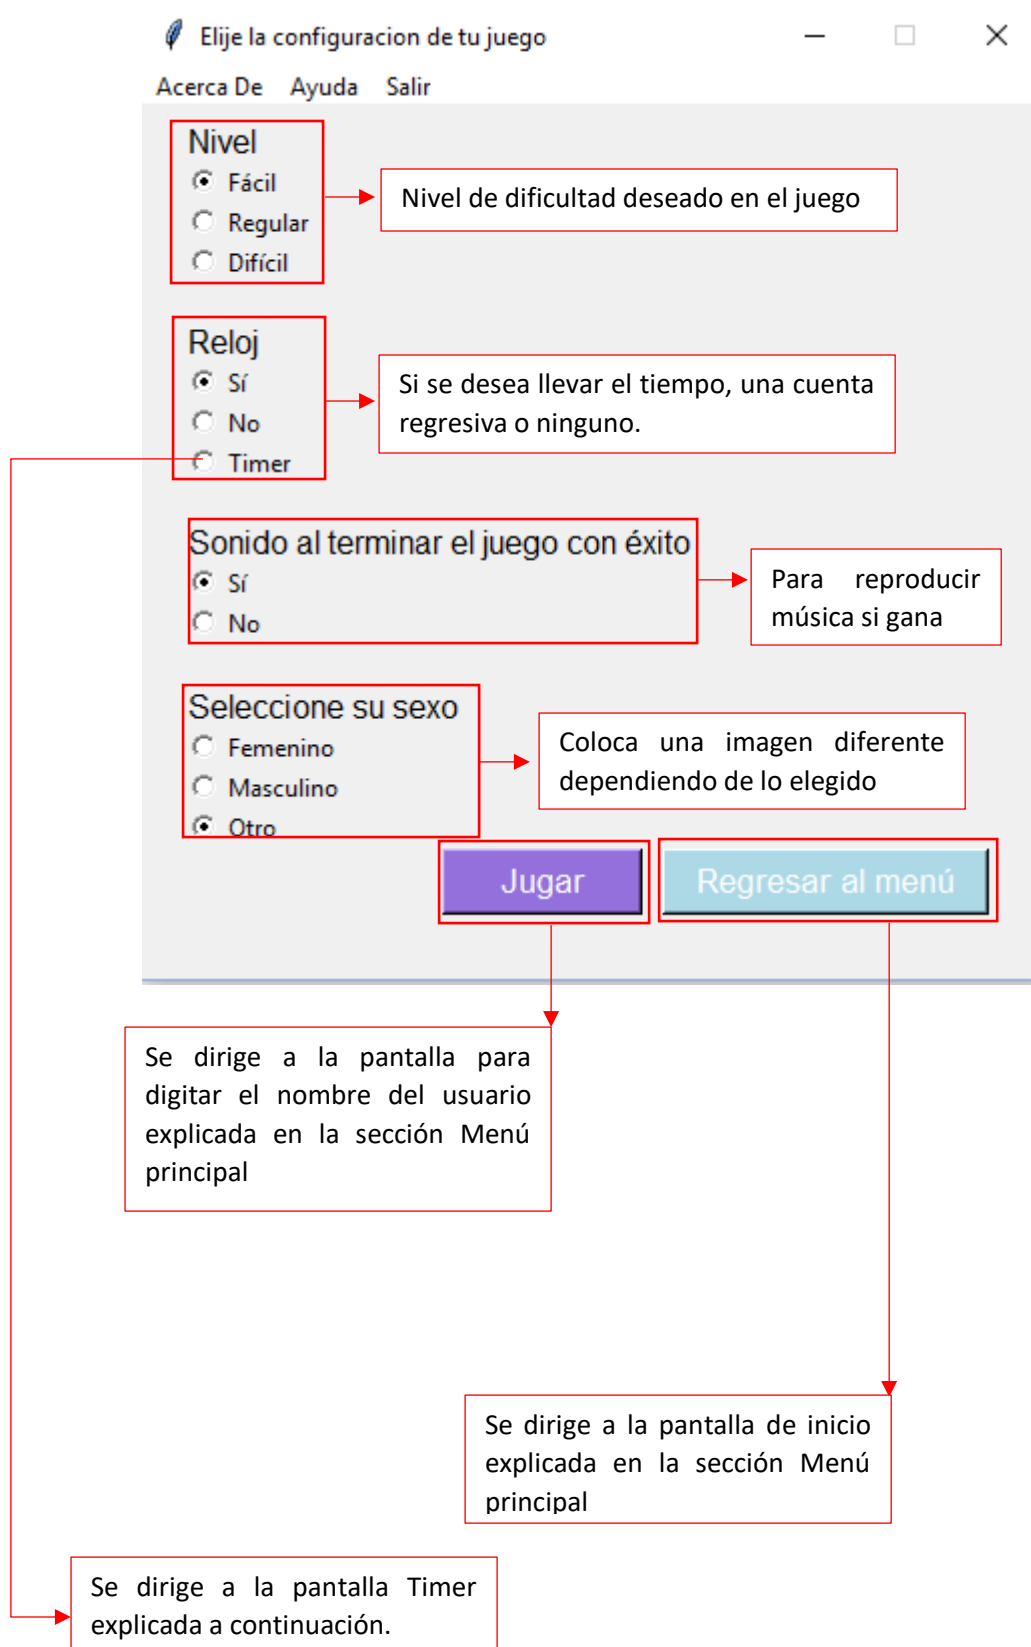 Elije la configuracion de tu juego
Acerca De Ayuda Salir
Nivel
Fácil
Regular
Difícil
Nivel de dificultad deseado en el juego
Reloj
Sí
No
Timer
Si se desea llevar el tiempo, una cuenta
regresiva o ninguno.
Sonido al terminar el juego con éxito
Sí
No
Para reproducir
música si gana
Seleccione su sexo
Femenino
Masculino
Otro
Coloca una imagen diferente
dependiendo de lo elegido
Jugar
Regresar al menú
Se dirige a la pantalla para
digitar el nombre del usuario
explicada en la sección Menú
principal
Se dirige a la pantalla de inicio
explicada en la sección Menú
principal
Se dirige a la pantalla Timer
explicada a continuación.